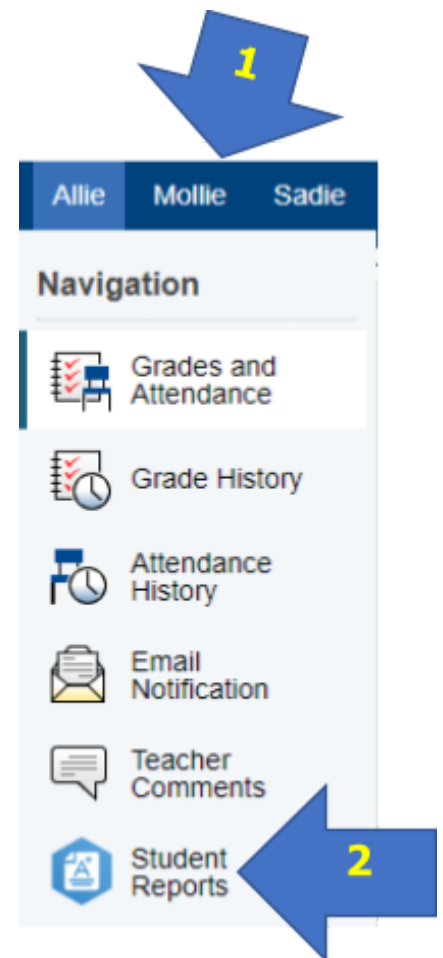 1
Allie Mollie Sadie
Navigation
Grades and
Attendance
Grade History
Attendance
History
Email
Notification
Teacher
Comments
Student
Reports
2